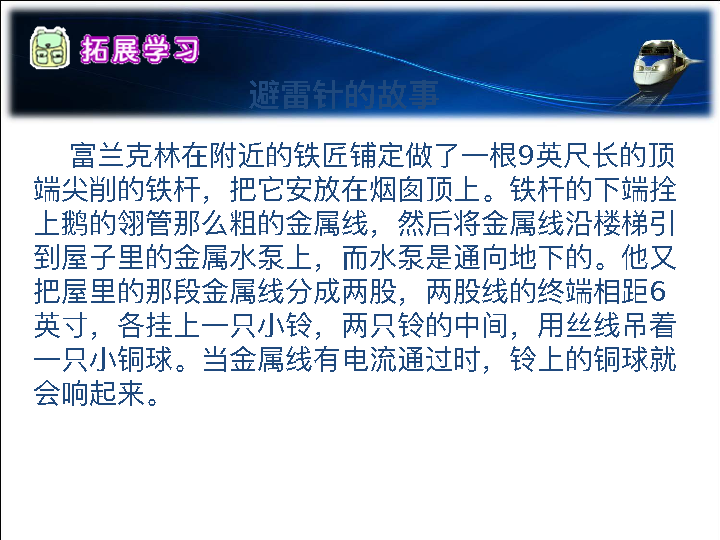 拓展学习
避雷针的故事
富兰克林在附近的铁匠铺定做了一根9英尺长的顶
端尖削的铁杆，把它安放在烟囱顶上。铁杆的下端拴
上鹅的翎管那么粗的金属线，然后将金属线沿楼梯引
到屋子里的金属水泵上，而水泵是通向地下的。他又
把屋里的那段金属线分成两股，两股线的终端相距6
英寸，各挂上一只小铃，两只铃的中间，用丝线吊着
一只小铜球。当金属线有电流通过时，铃上的铜球就
会响起来。